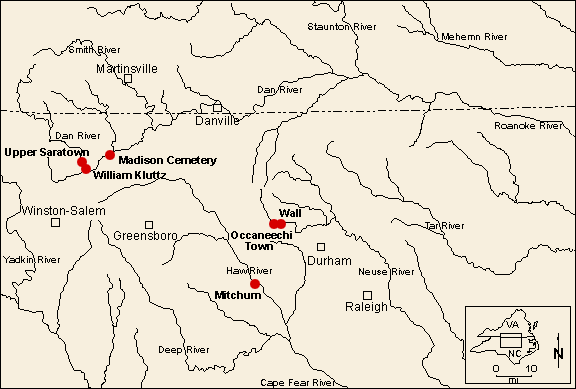 Staunton River
Mehernn River
Smith River
Martinsville
Dan River
Danville
Roanoke River
Dan River
Upper Saratown
Madison Cemetery
William Kluttz
Winston-Salem
Wall
Greensboro
Occaneechi
Town
Tar River
Durham
Yadkin River
Haw River
Neuse River
Mitchum
Raleigh
VA
NC
N
0 10
mi
Deep River
Cape Fear River